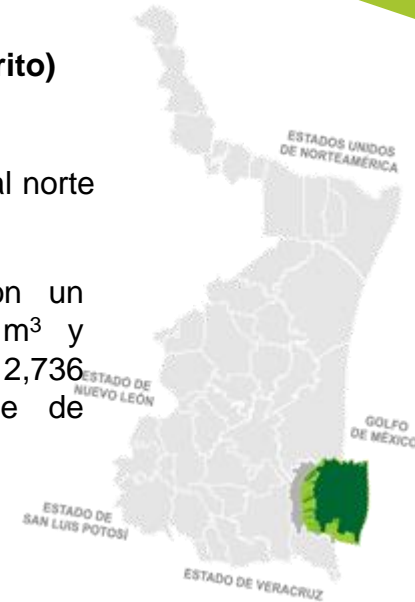 rito)
al norte
on un
m³ y
2,736
e de
ESTADOS UNIDOS
DE NORTEAMÉRICA
ESTADO DE
NUEVO LEÓN
GOLFO
DE MÉXICO
ESTADO DE
SAN LUIS POTOSÍ
ESTADO DE VERACRUZ